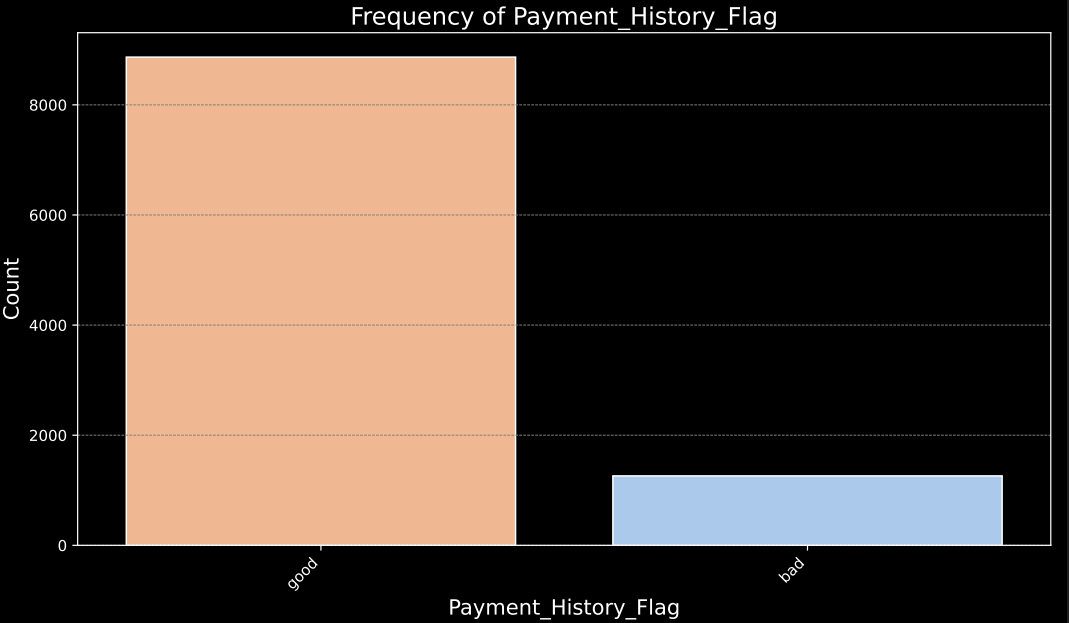 Frequency of Payment_History_Flag
Count
8000
6000
4000
2000
0
good
bad
Payment_History_Flag